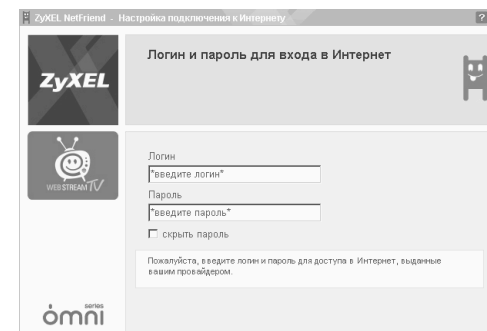 ZyXEL NetFriend - Настройка подключения к Интернету
?
ZyXEL
Логин и пароль для входа в Интернет
WEBSTREAM TV
Логин
*введите логин*
Пароль
*введите пароль*
скрыть пароль
Пожалуйста, введите логин и пароль для доступа в Интернет, выданные
вашим провайдером.
series
omni